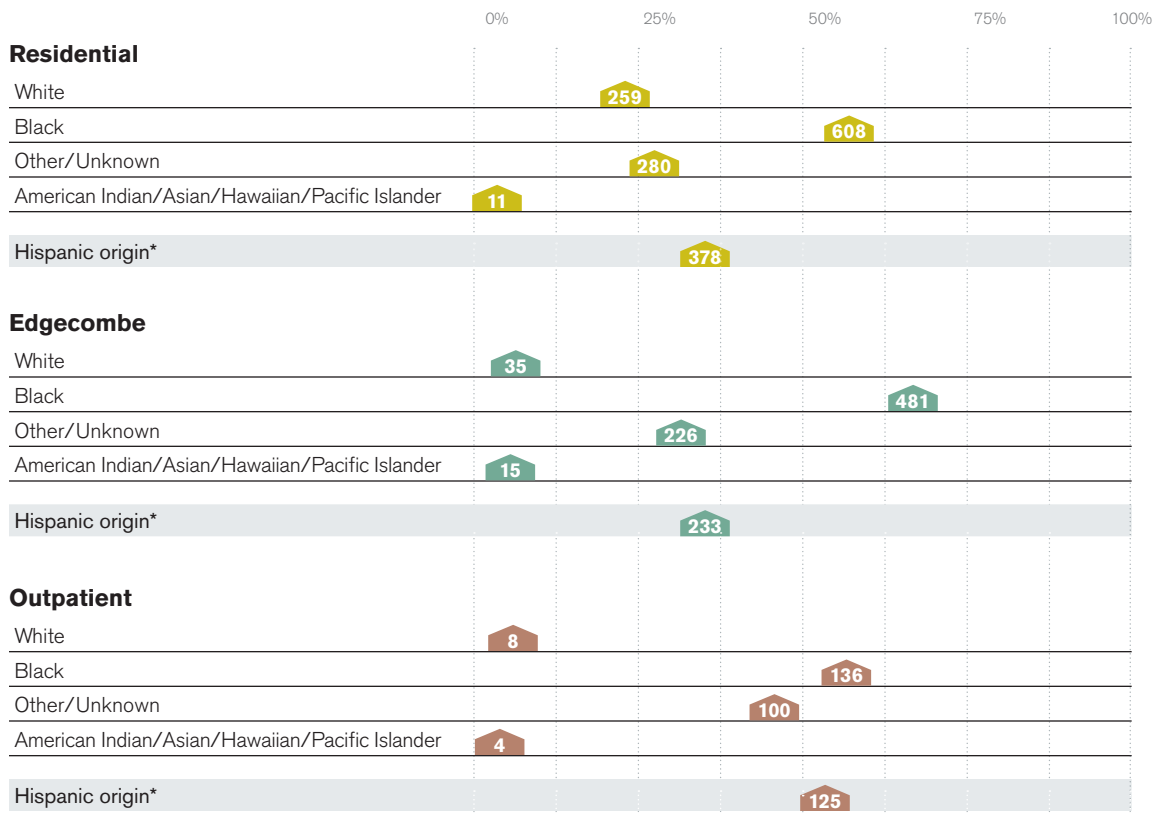 0% 25% 50% 75% 100%
Residential
White 259
Black 608
Other/Unknown 280
American Indian/Asian/Hawaiian/Pacific Islander 11
Hispanic origin* 378
Edgecombe
White 35
Black 481
Other/Unknown 226
American Indian/Asian/Hawaiian/Pacific Islander 15
Hispanic origin* 233
Outpatient
White 8
Black 136
Other/Unknown 100
American Indian/Asian/Hawaiian/Pacific Islander 4
Hispanic origin* 125